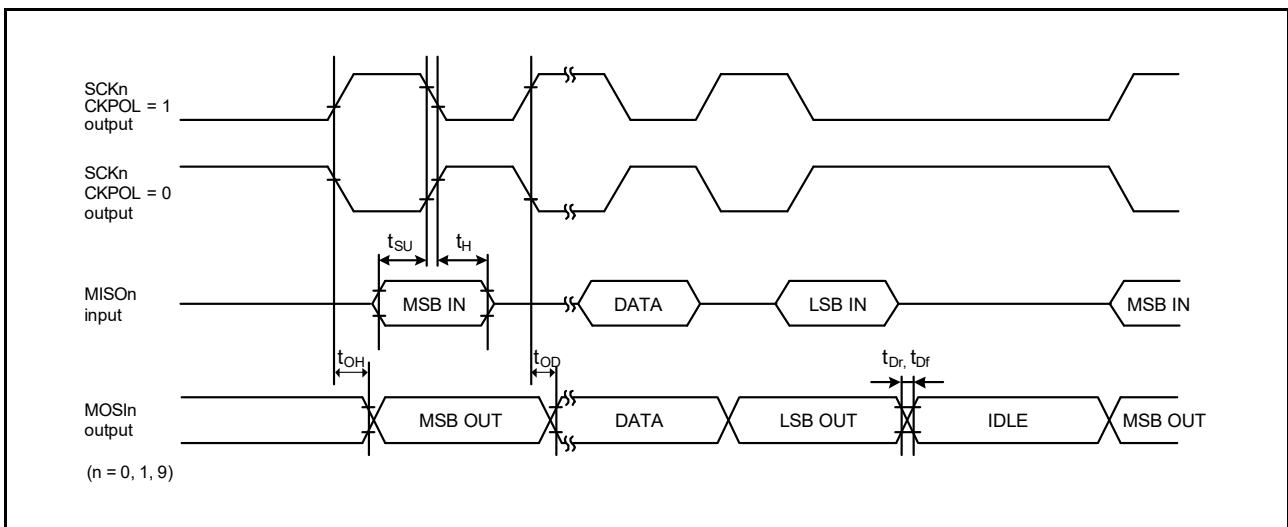 SCKn
CKPOL = 1
output
SCKn
CKPOL = 0
output
tSU
tH
MISOn
input
MSB IN
DATA
LSB IN
MSB IN
tOH
tOD
tDr, tDf
MOSIn
output
MSB OUT
DATA
LSB OUT
IDLE
MSB OUT
(n = 0, 1, 9)